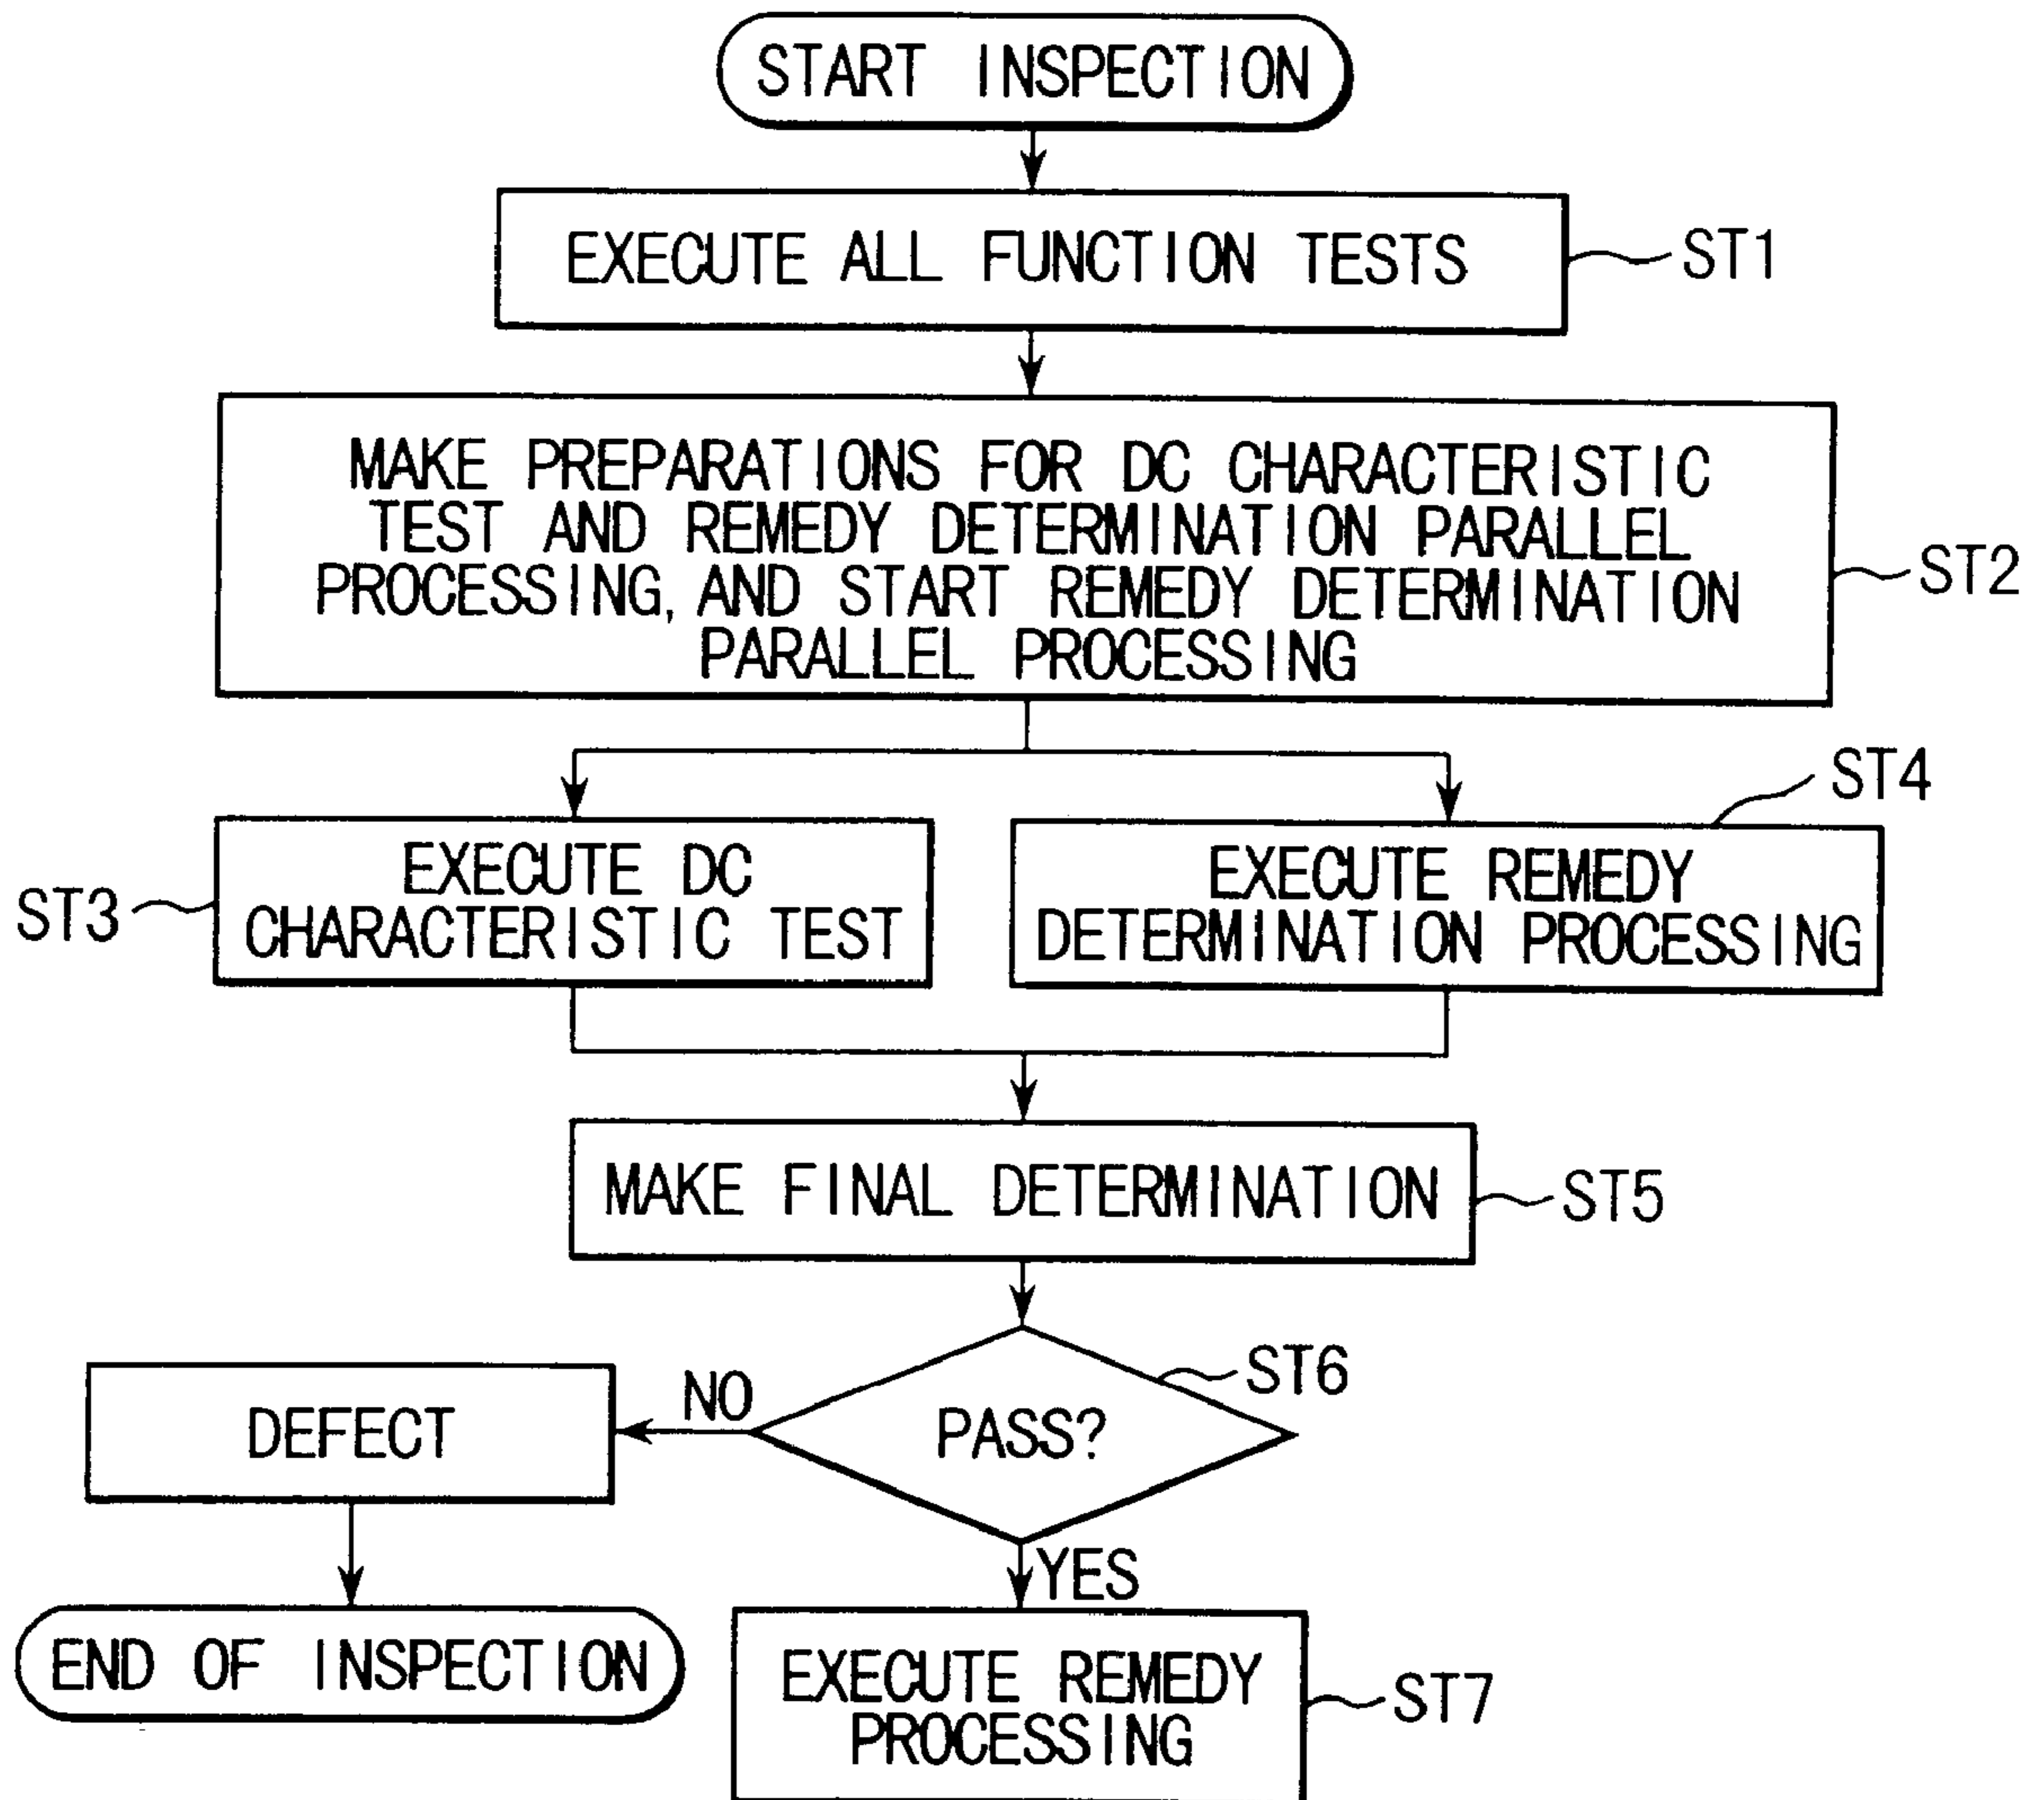 START INSPECTION
EXECUTE ALL FUNCTION TESTS
ST1
MAKE PREPARATIONS FOR DC CHARACTERISTIC
TEST AND REMEDY DETERMINATION PARALLEL
PROCESSING, AND START REMEDY DETERMINATION
PARALLEL PROCESSING
ST2
ST3
EXECUTE DC
CHARACTERISTIC TEST
ST4
EXECUTE REMEDY
DETERMINATION PROCESSING
MAKE FINAL DETERMINATION
ST5
ST6
PASS?
NO
DEFECT
END OF INSPECTION
YES
EXECUTE REMEDY
PROCESSING
ST7